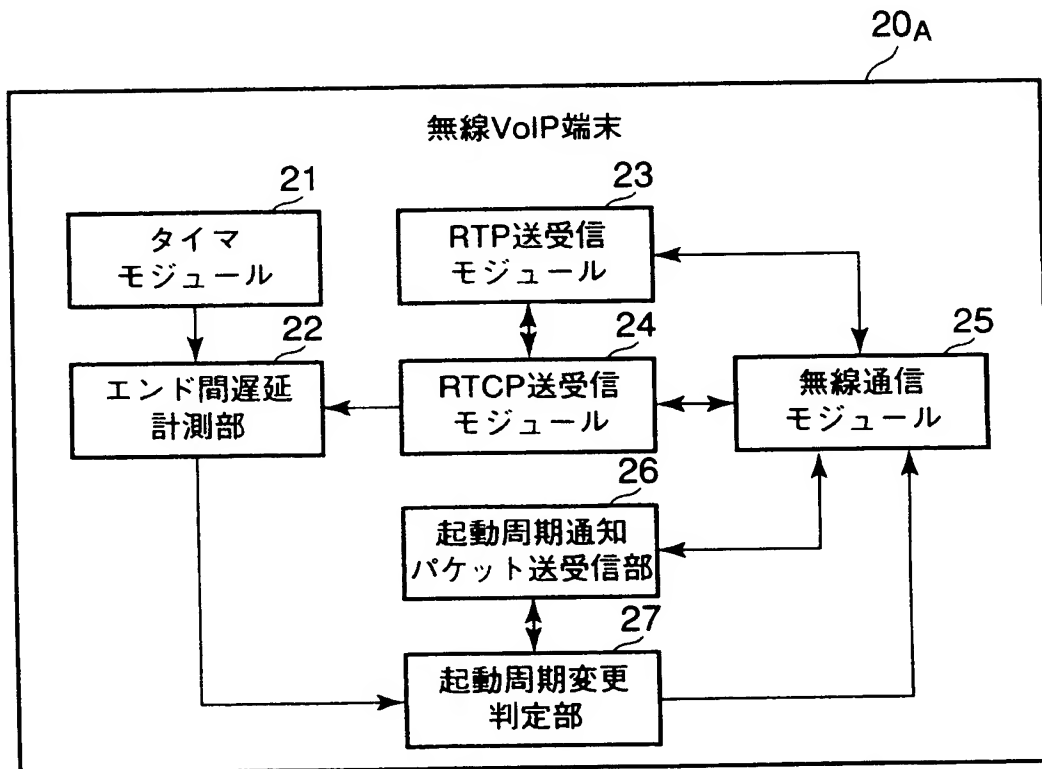 20A
無線VoIP端末
21
タイマ
モジュール
23
RTP送受信
モジュール
22
エンド間遅延
計測部
24
RTCP送受信
モジュール
25
無線通信
モジュール
26
起動周期通知
パケット送受信部
27
起動周期変更
判定部